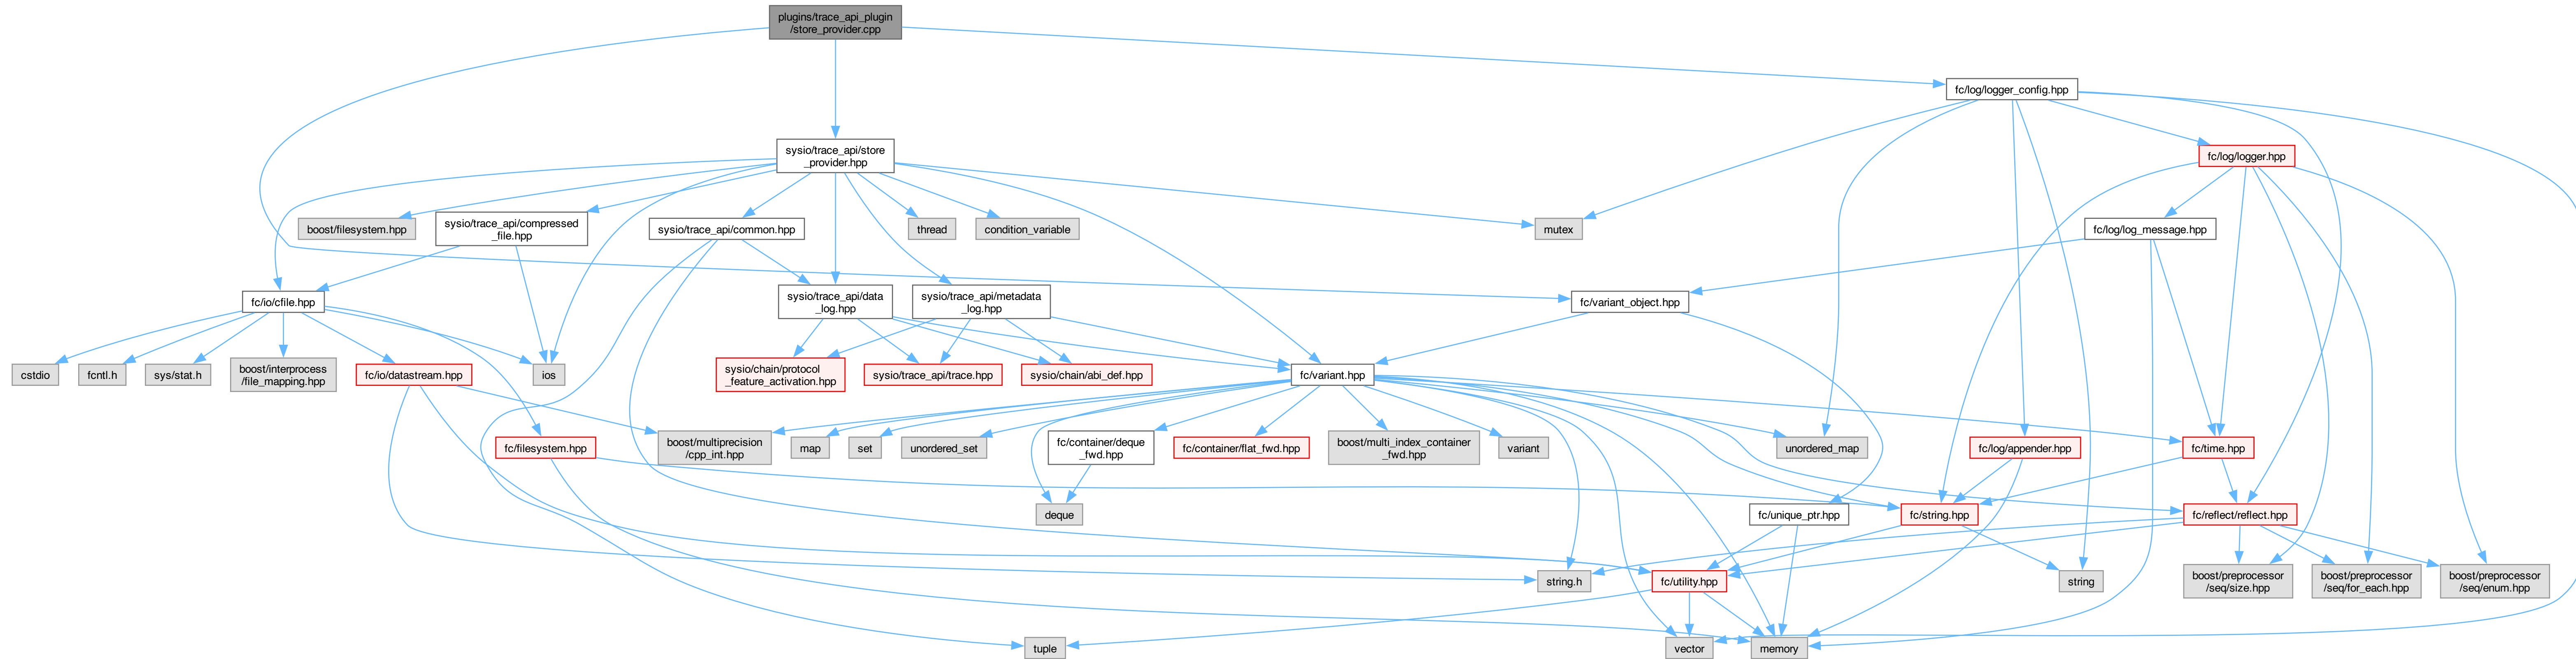 plugins/trace_api_plugin
/store_provider.cpp
fc/log/logger_config.hpp
sysio/trace_api/store
_provider.hpp
fc/log/logger.hpp
boost/filesystem.hpp
sysio/trace_api/compressed
_file.hpp
sysio/trace_api/common.hpp
thread
condition_variable
mutex
fc/log/log_message.hpp
fc/io/cfile.hpp
sysio/trace_api/data
_log.hpp
sysio/trace_api/metadata
_log.hpp
fc/variant_object.hpp
cstdio
fcntl.h
sys/stat.h
boost/interprocess
/file_mapping.hpp
fc/io/datastream.hpp
ios
sysio/chain/protocol
_feature_activation.hpp
sysio/trace_api/trace.hpp
sysio/chain/abi_def.hpp
fc/variant.hpp
fc/filesystem.hpp
boost/multiprecision
/cpp_int.hpp
map
set
unordered_set
fc/container/deque
_fwd.hpp
fc/container/flat_fwd.hpp
boost/multi_index_container
_fwd.hpp
variant
unordered_map
fc/log/appender.hpp
fc/time.hpp
deque
fc/unique_ptr.hpp
fc/string.hpp
fc/reflect/reflect.hpp
string.h
fc/utility.hpp
string
boost/preprocessor
/seq/size.hpp
boost/preprocessor
/seq/for_each.hpp
boost/preprocessor
/seq/enum.hpp
tuple
vector
memory